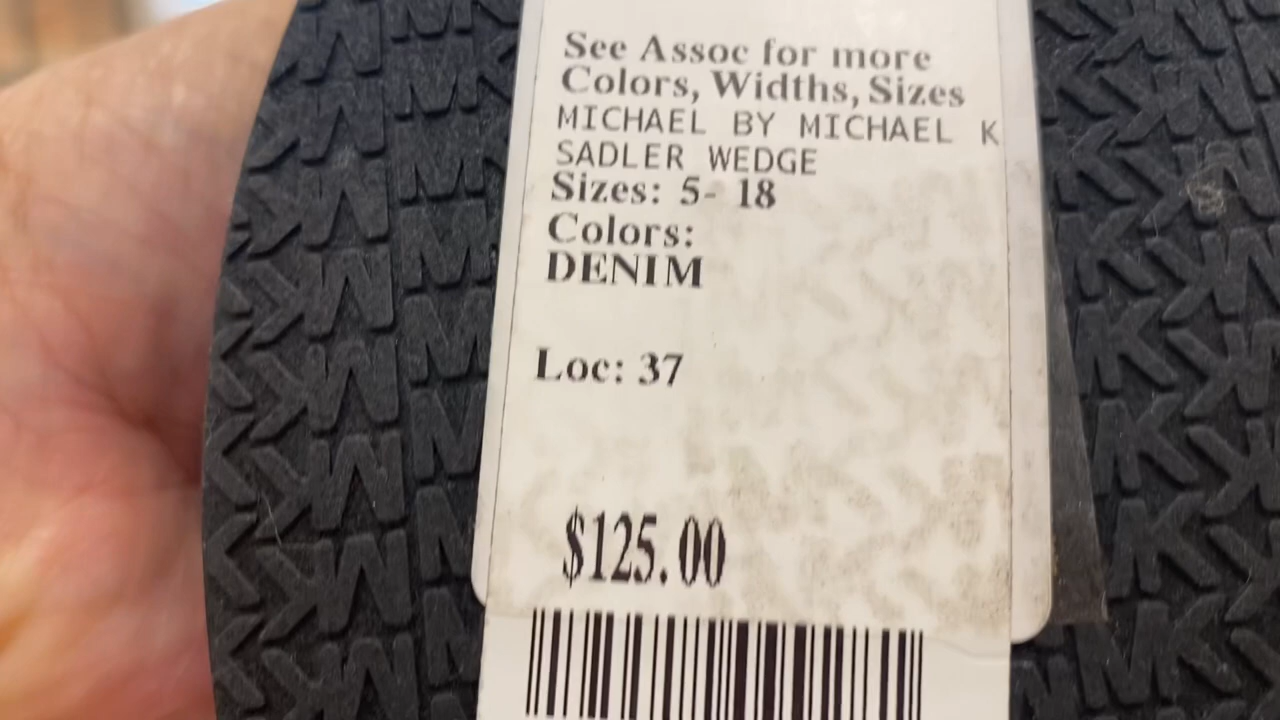 See Assoc for more
Colors, Widths, Sizes
MICHAEL BY MICHAEL K
SADLER WEDGE
Sizes: 5- 18
Colors:
DENIM
Loc: 37
$125.00